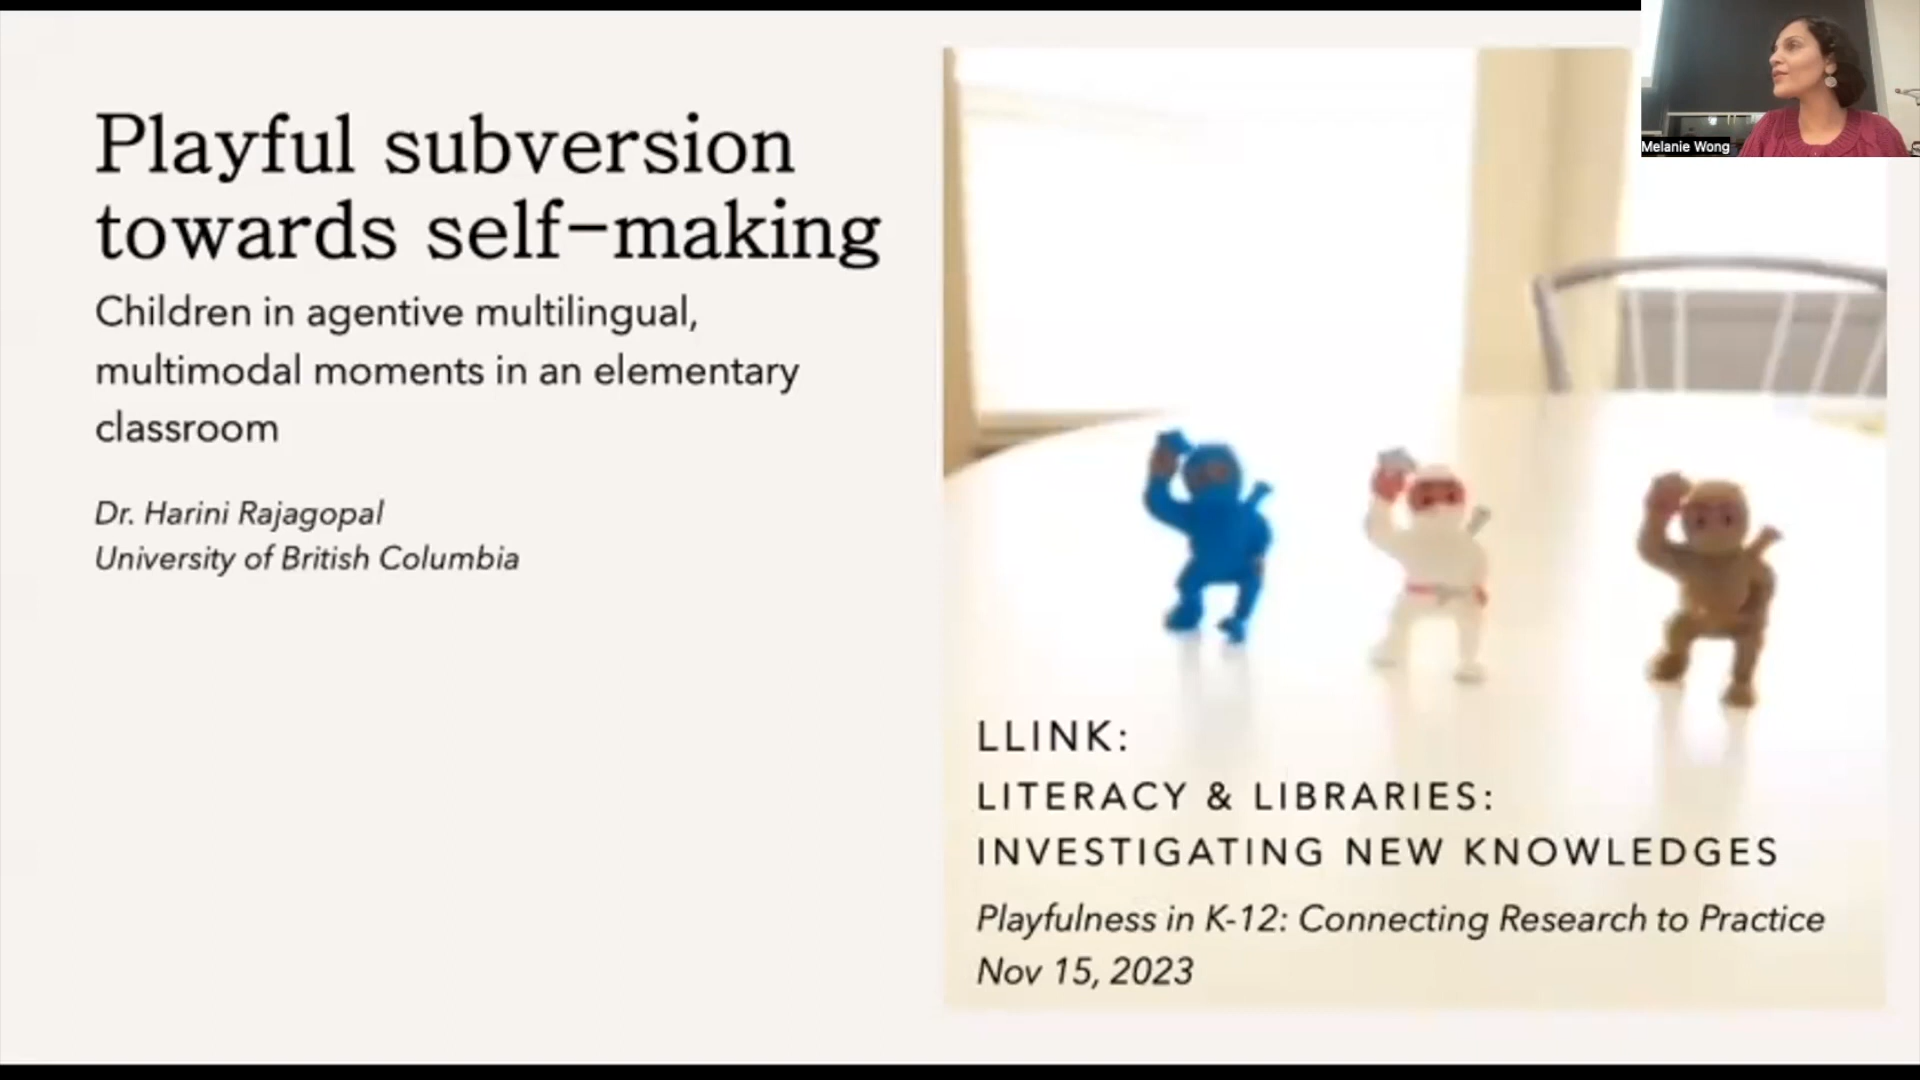 Playful subversion
towards self-making
Children in agentive multilingual,
multimodal moments in an elementary
classroom
Dr. Harini Rajagopal
University of British Columbia
Melanie Wong
LLINK:
LITERACY & LIBRARIES:
INVESTIGATING NEW KNOWLEDGES
Playfulness in K-12: Connecting Research to Practice
Nov 15, 2023